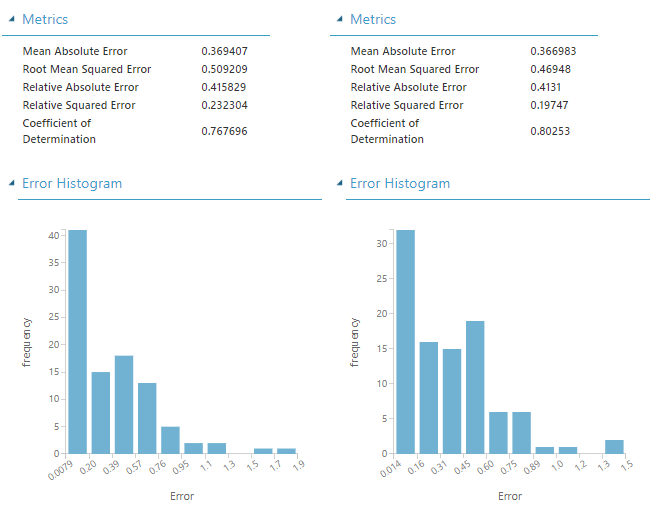 Metrics
Mean Absolute Error 0.369407
Root Mean Squared Error 0.509209
Relative Absolute Error 0.415829
Relative Squared Error 0.232304
Coefficient of
Determination 0.767696
Error Histogram
frequency
40
35
30
25
20
15
10
5
0
0.0079 0.20 0.39 0.57 0.76 0.95 1.1 1.3 1.5 1.7 1.9
Error
Metrics
Mean Absolute Error 0.366983
Root Mean Squared Error 0.46948
Relative Absolute Error 0.4131
Relative Squared Error 0.19747
Coefficient of
Determination 0.80253
Error Histogram
frequency
30
25
20
15
10
5
0
0.014 0.16 0.31 0.45 0.60 0.75 0.89 1.0 1.2 1.3 1.5
Error